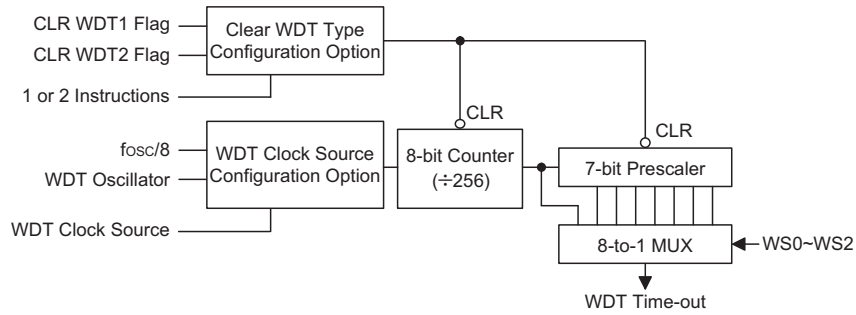 CLR WDT1 Flag
CLR WDT2 Flag
1 or 2 Instructions
Clear WDT Type
Configuration Option
CLR
CLR
fOSC/8
WDT Oscillator
WDT Clock Source
WDT Clock Source
Configuration Option
8-bit Counter
(÷256)
7-bit Prescaler
8-to-1 MUX
WS0~WS2
WDT Time-out